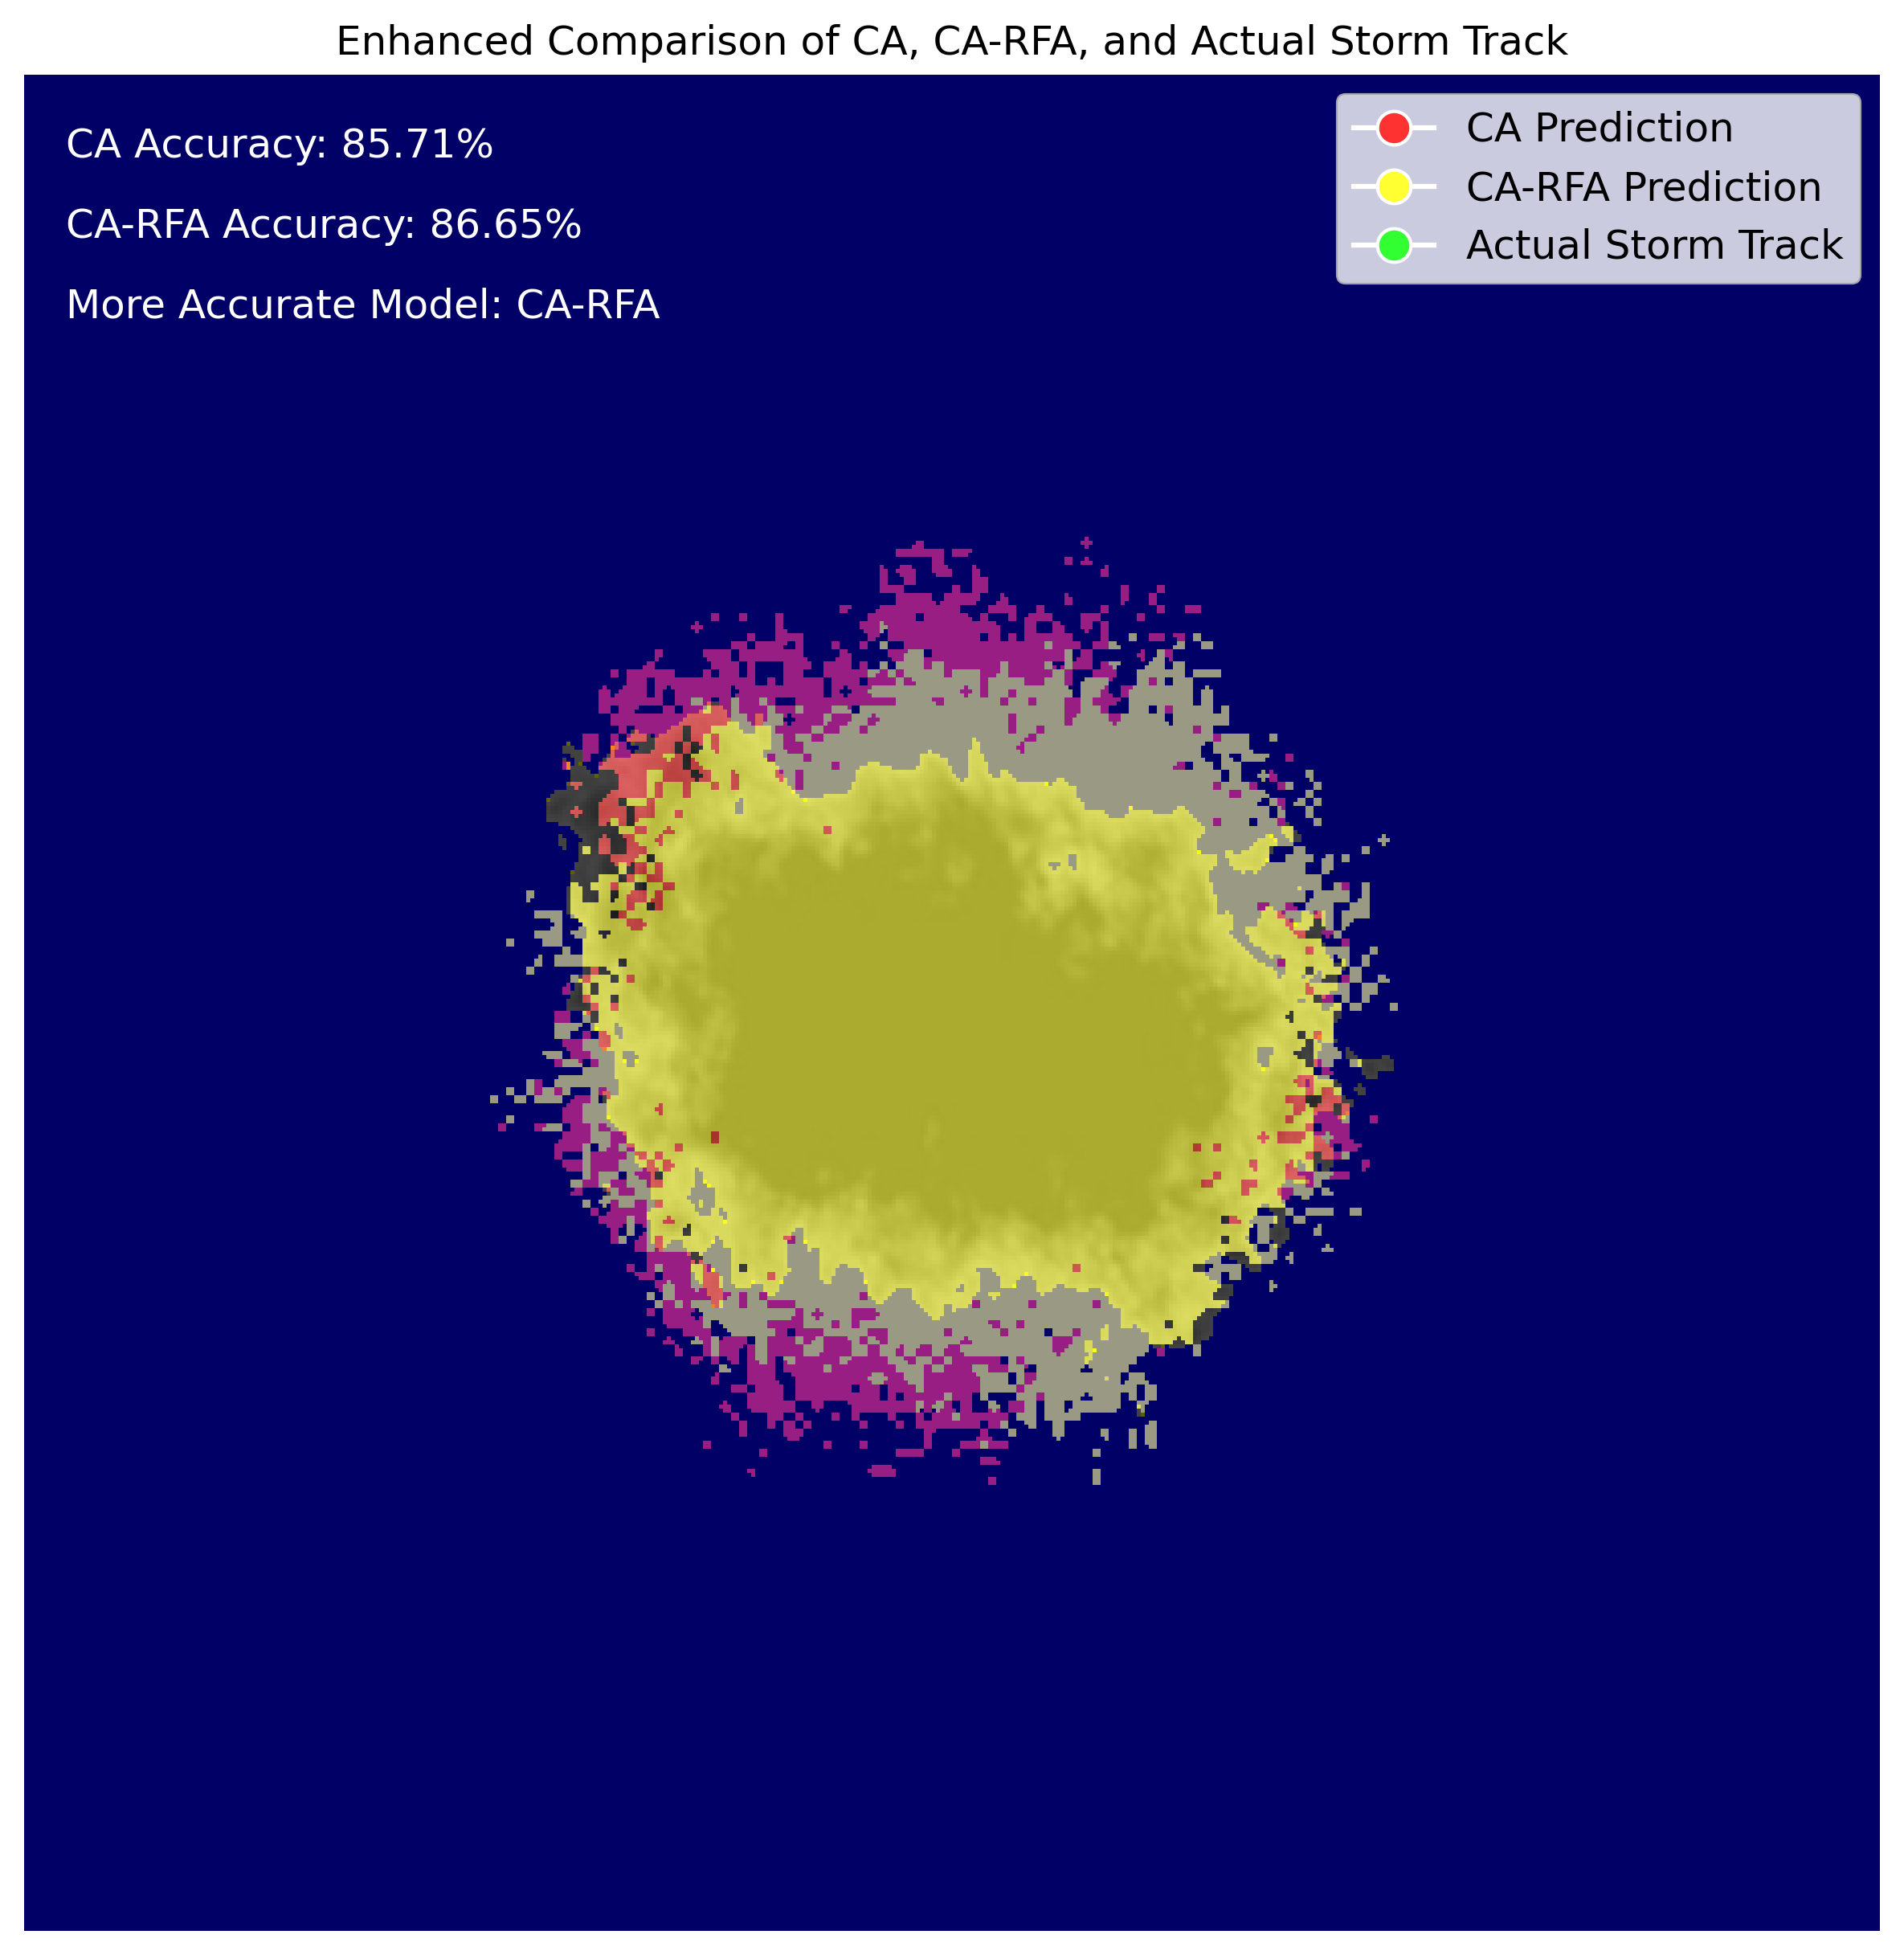 Enhanced Comparison of CA, CA-RFA, and Actual Storm Track
CA Accuracy: 85.71%
CA-RFA Accuracy: 86.65%
More Accurate Model: CA-RFA
CA Prediction
CA-RFA Prediction
Actual Storm Track